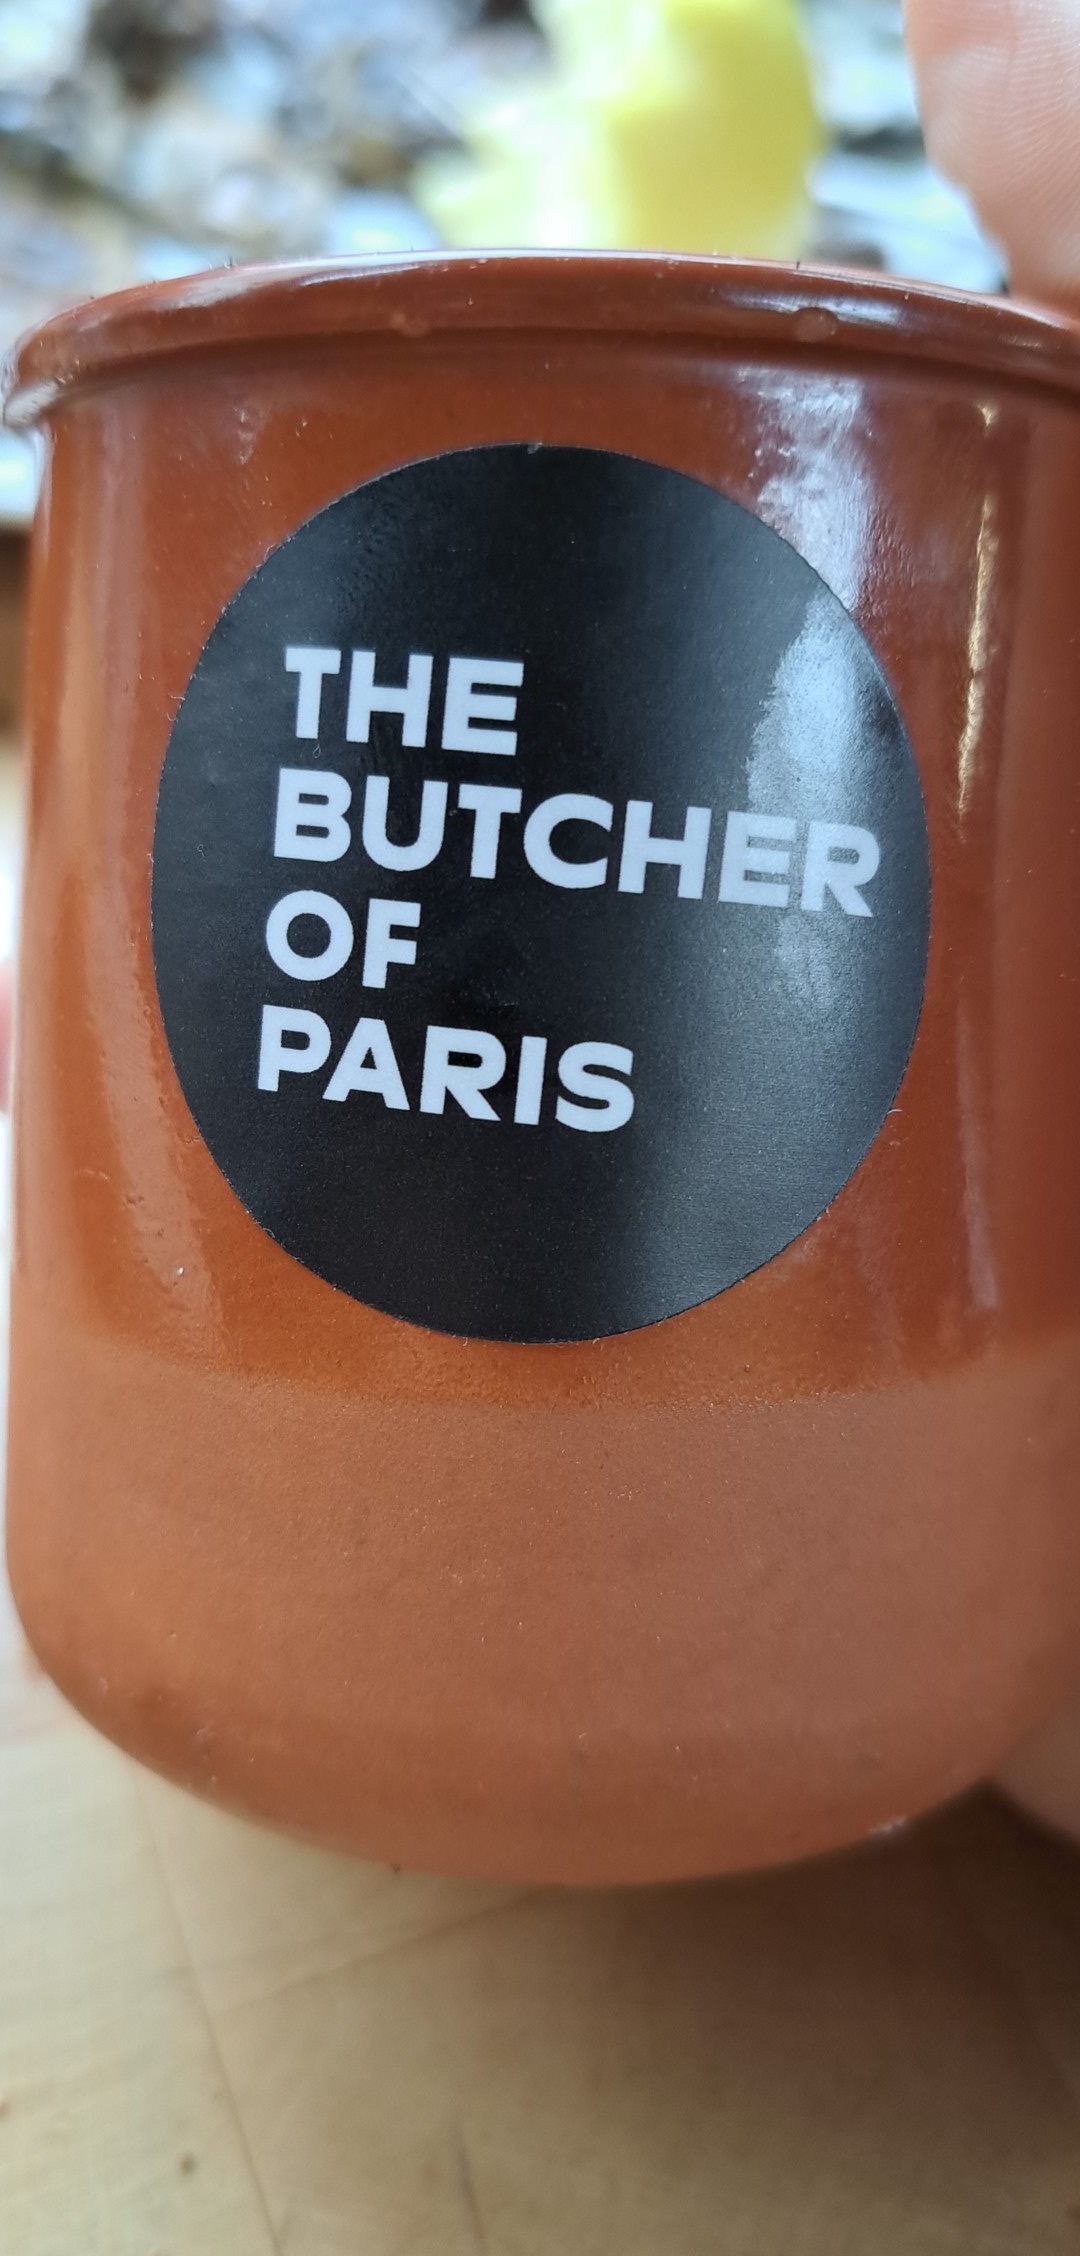 THE
BUTCHER
OF
PARIS